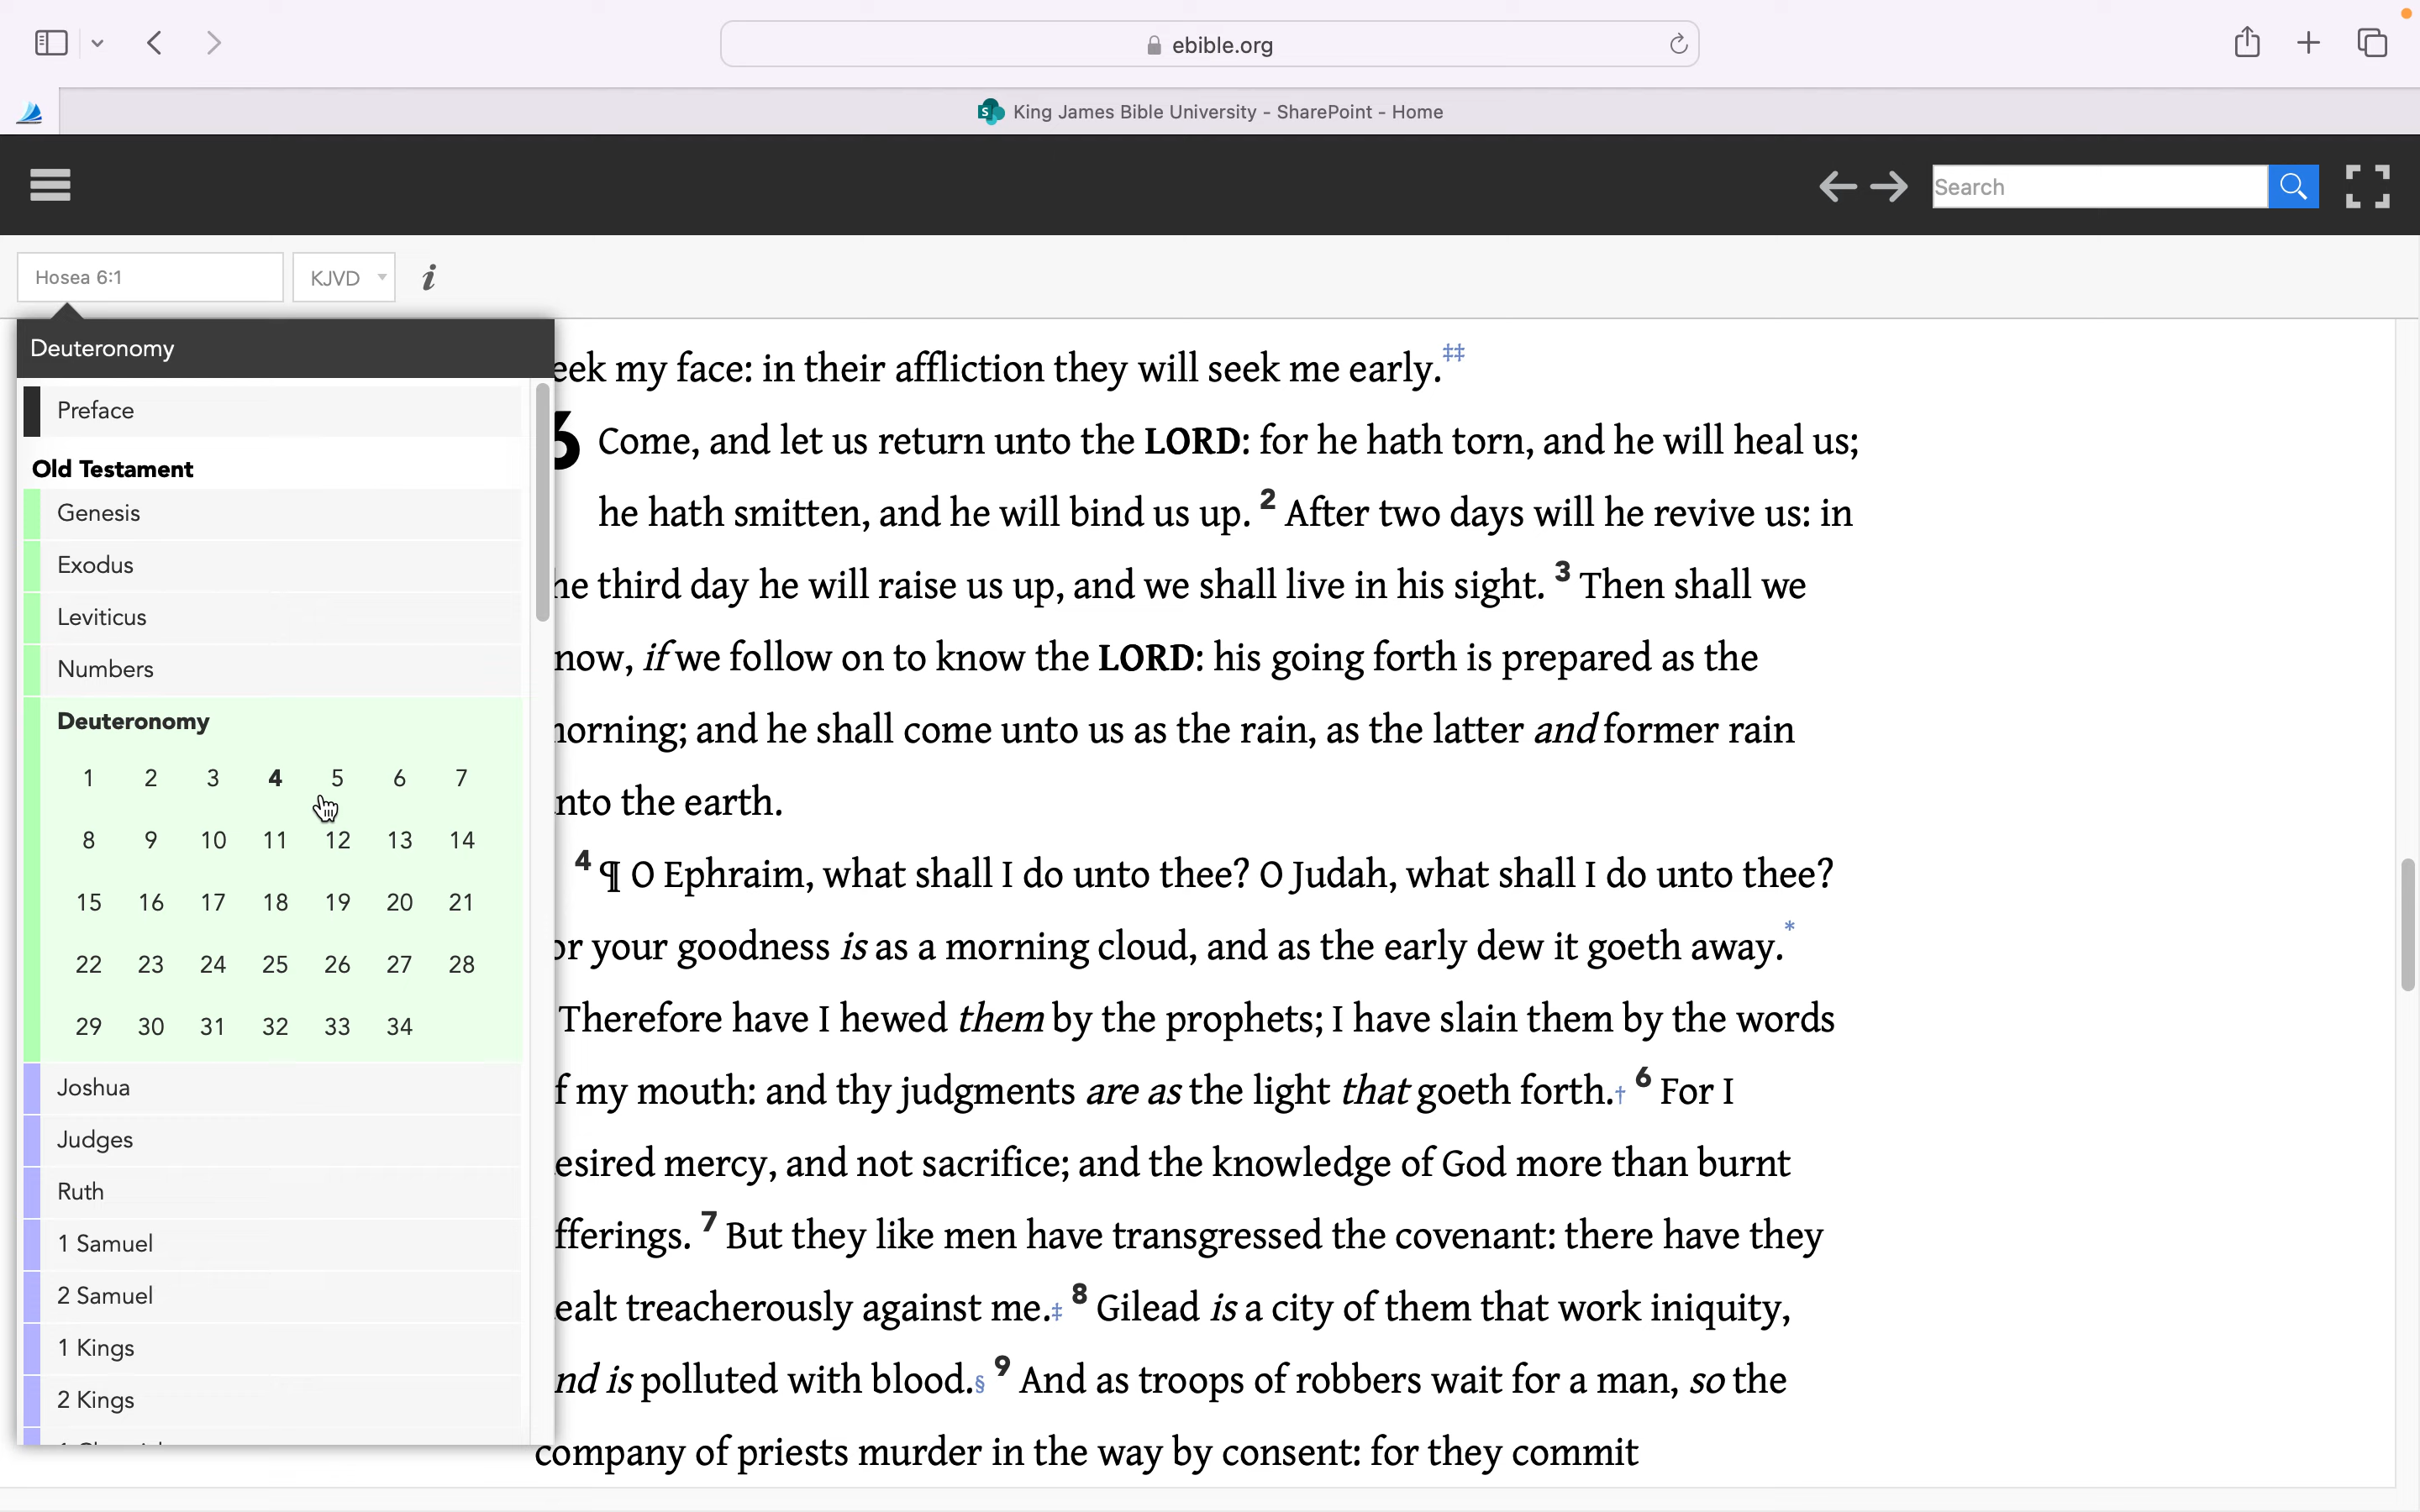 ebible.org
King James Bible University - SharePoint - Home
Search
Hosea 6:1
KJVD
i
Deuteronomy
Preface
Old Testament
Genesis
Exodus
Leviticus
Numbers
Deuteronomy
1 2 3 4 5 6 7
8 9 10 11 12 13 14
15 16 17 18 19 20 21
22 23 24 25 26 27 28
29 30 31 32 33 34
Joshua
Judges
Ruth
1 Samuel
2 Samuel
1 Kings
2 Kings
eek my face: in their affliction they will seek me early.‡‡
6 Come, and let us return unto the LORD: for he hath torn, and he will heal us;
he hath smitten, and he will bind us up. 2 After two days will he revive us: in
he third day he will raise us up, and we shall live in his sight. 3 Then shall we
now, if we follow on to know the LORD: his going forth is prepared as the
orning; and he shall come unto us as the rain, as the latter and former rain
nto the earth.
4 ¶ O Ephraim, what shall I do unto thee? O Judah, what shall I do unto thee?
or your goodness is as a morning cloud, and as the early dew it goeth away.*
Therefore have I hewed them by the prophets; I have slain them by the words
f my mouth: and thy judgments are as the light that goeth forth.† 6 For I
esired mercy, and not sacrifice; and the knowledge of God more than burnt
fferings. 7 But they like men have transgressed the covenant: there have they
ealt treacherously against me.‡ 8 Gilead is a city of them that work iniquity,
nd is polluted with blood.§ 9 And as troops of robbers wait for a man, so the
company of priests murder in the way by consent: for they commit